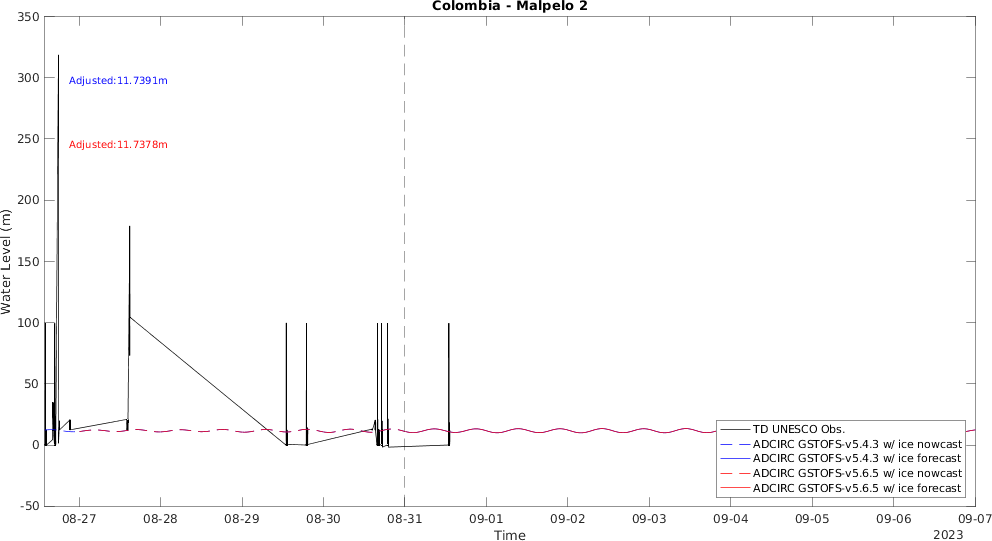 Colombia - Malpelo 2
350
300
250
200
150
100
50
0
-50
Water Level (m)
Adjusted:11.7391m
Adjusted:11.7378m
TD UNESCO Obs.
ADCIRC GSTOFS-v5.4.3 w/ ice nowcast
ADCIRC GSTOFS-v5.4.3 w/ ice forecast
ADCIRC GSTOFS-v5.6.5 w/ ice nowcast
ADCIRC GSTOFS-v5.6.5 w/ ice forecast
08-27 08-28 08-29 08-30 08-31 09-01 09-02 09-03 09-04 09-05 09-06 09-07
Time
2023